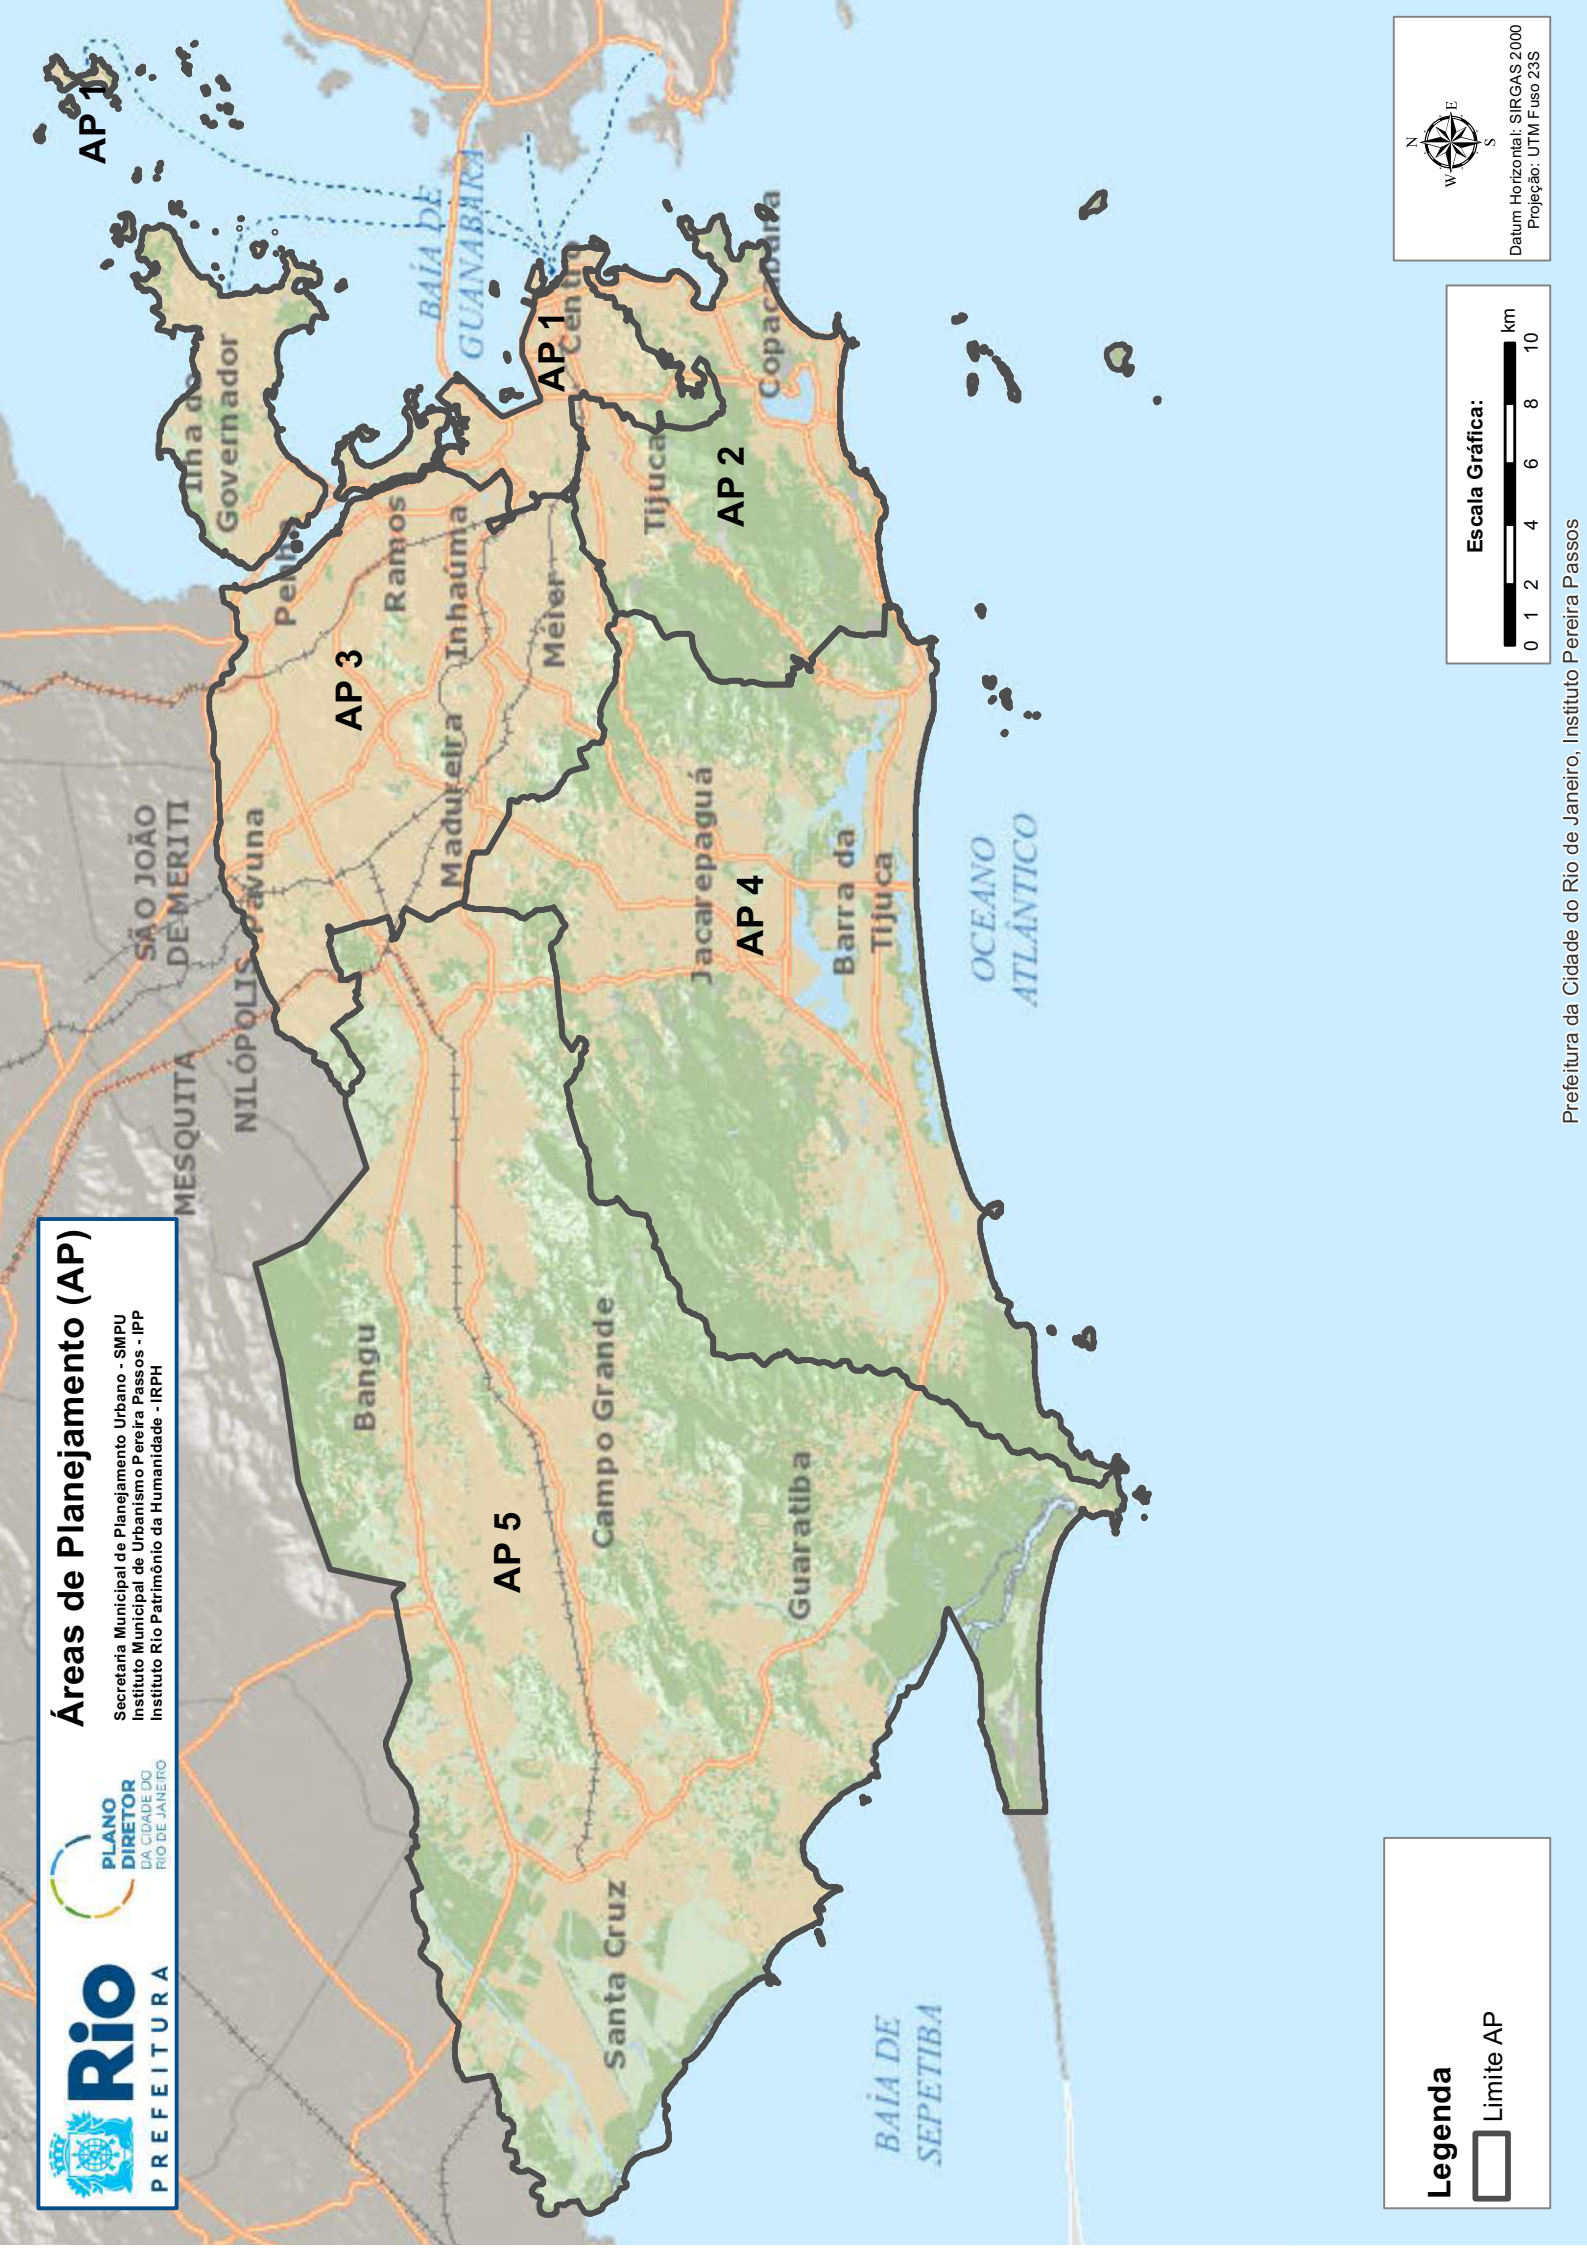 Rio
PREFEITURA
PLANO
DIRETOR
DA CIDADE DO
RIO DE JANEIRO
Áreas de Planejamento (AP)
Secretaria Municipal de Planejamento Urbano - SMPU
Instituto Municipal de Urbanismo Pereira Passos - IPP
Instituto Rio Patrimônio da Humanidade - IRPH
MESQUITA
NILÓPOLIS
SÃO JOÃO
DE MERITI
Pavuna
Penha
Ilha do
Governador
AP 1
BAÍA DE
GUANABARA
AP 3
Ramos
Inhaúma
Madureira
Méier
AP 1
Centro
Tijuca
AP 2
Copacabana
Bangu
AP 5
Campo Grande
Santa Cruz
Guaratiba
Jacarepaguá
AP 4
Barra da
Tijuca
OCEANO
ATLÂNTICO
BAÍA DE
SEPETIBA
Legenda
Limite AP
Escala Gráfica:
km
0 1 2 4 6 8 10
N
W E
S
Datum Horizontal: SIRGAS 2000
Projeção: UTM Fuso 23S
Prefeitura da Cidade do Rio de Janeiro, Instituto Pereira Passos